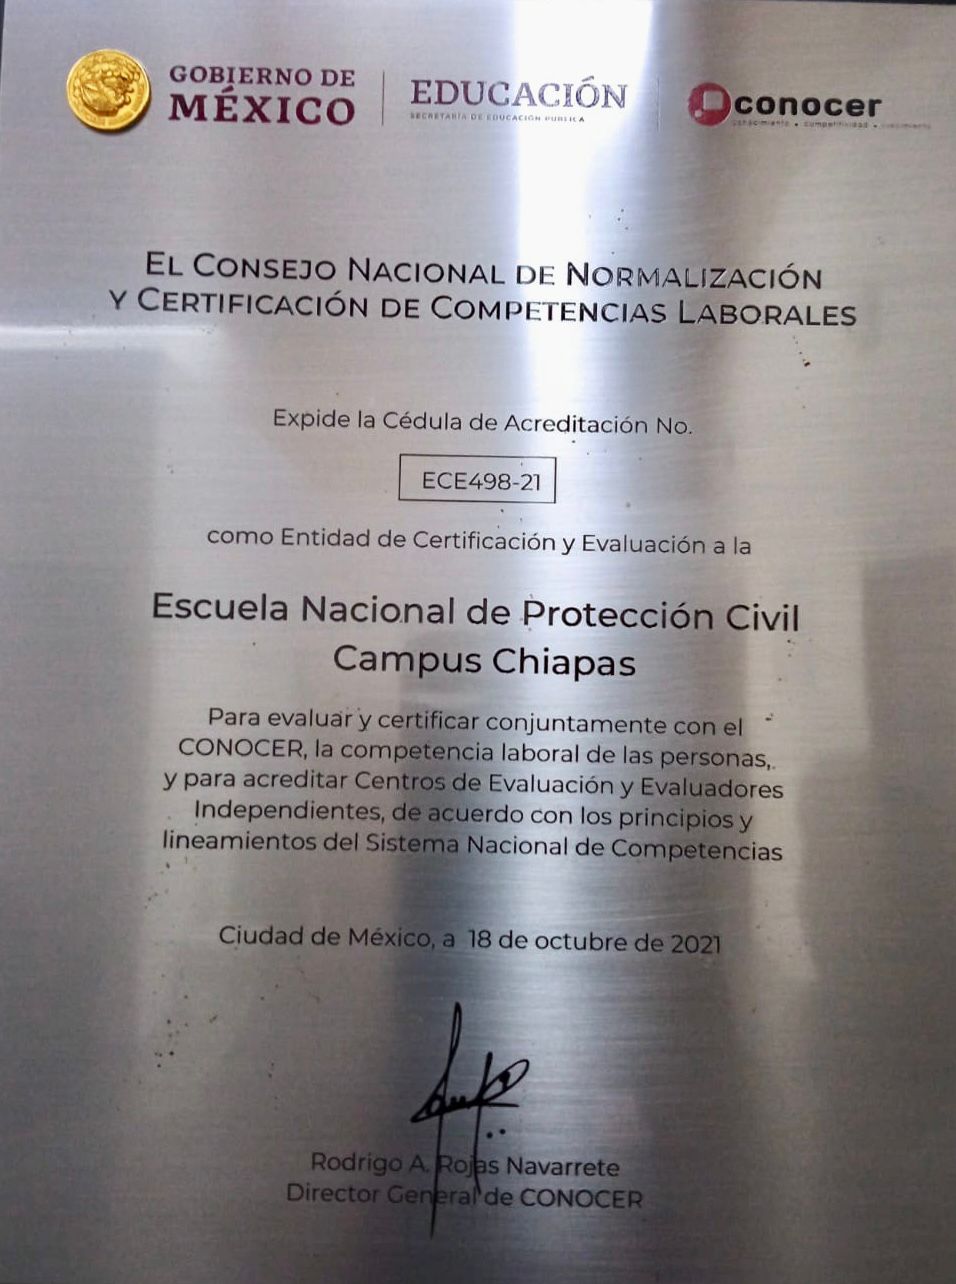 GOBIERNO DE
MÉXICO
EDUCACIÓN
SECRETARÍA DE EDUCACIÓN PÚBLICA
conocer
conocimiento • competitividad • crecimiento
EL CONSEJO NACIONAL DE NORMALIZACIÓN
Y CERTIFICACIÓN DE COMPETENCIAS LABORALES
Expide la Cédula de Acreditación No.
ECE498-21
como Entidad de Certificación y Evaluación a la
Escuela Nacional de Protección Civil
Campus Chiapas
Para evaluar y certificar conjuntamente con el
CONOCER, la competencia laboral de las personas,
y para acreditar Centros de Evaluación y Evaluadores
Independientes, de acuerdo con los principios y
lineamientos del Sistema Nacional de Competencias
Ciudad de México, a 18 de octubre de 2021
Rodrigo A. Rojas Navarrete
Director General de CONOCER